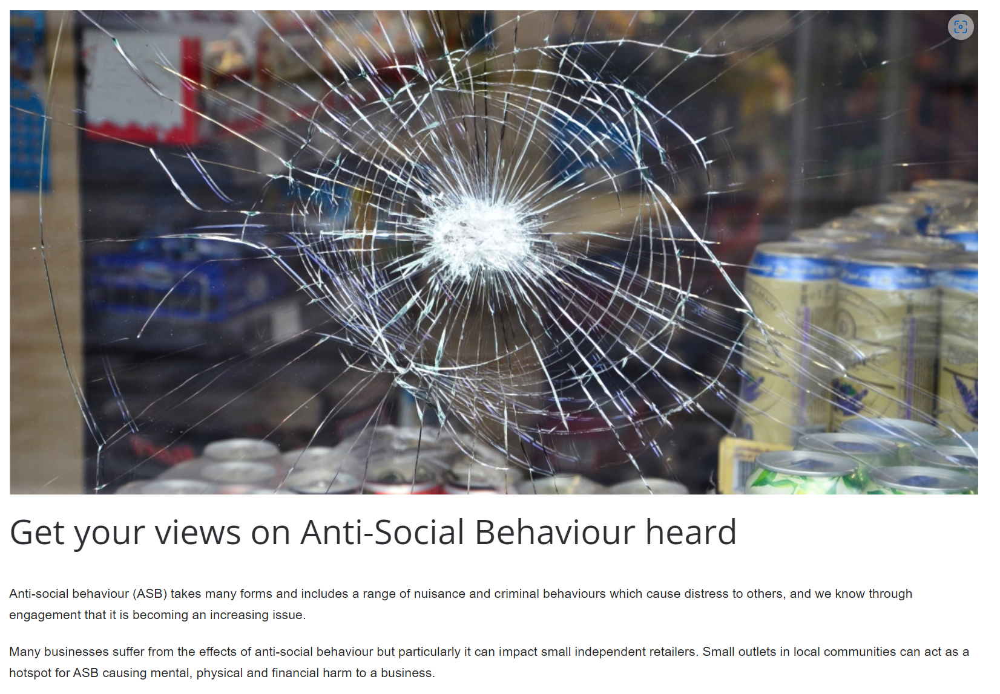 Get your views on Anti-Social Behaviour heard
Anti-social behaviour (ASB) takes many forms and includes a range of nuisance and criminal behaviours which cause distress to others, and we know through
engagement that it is becoming an increasing issue.
Many businesses suffer from the effects of anti-social behaviour but particularly it can impact small independent retailers. Small outlets in local communities can act as a
hotspot for ASB causing mental, physical and financial harm to a business.